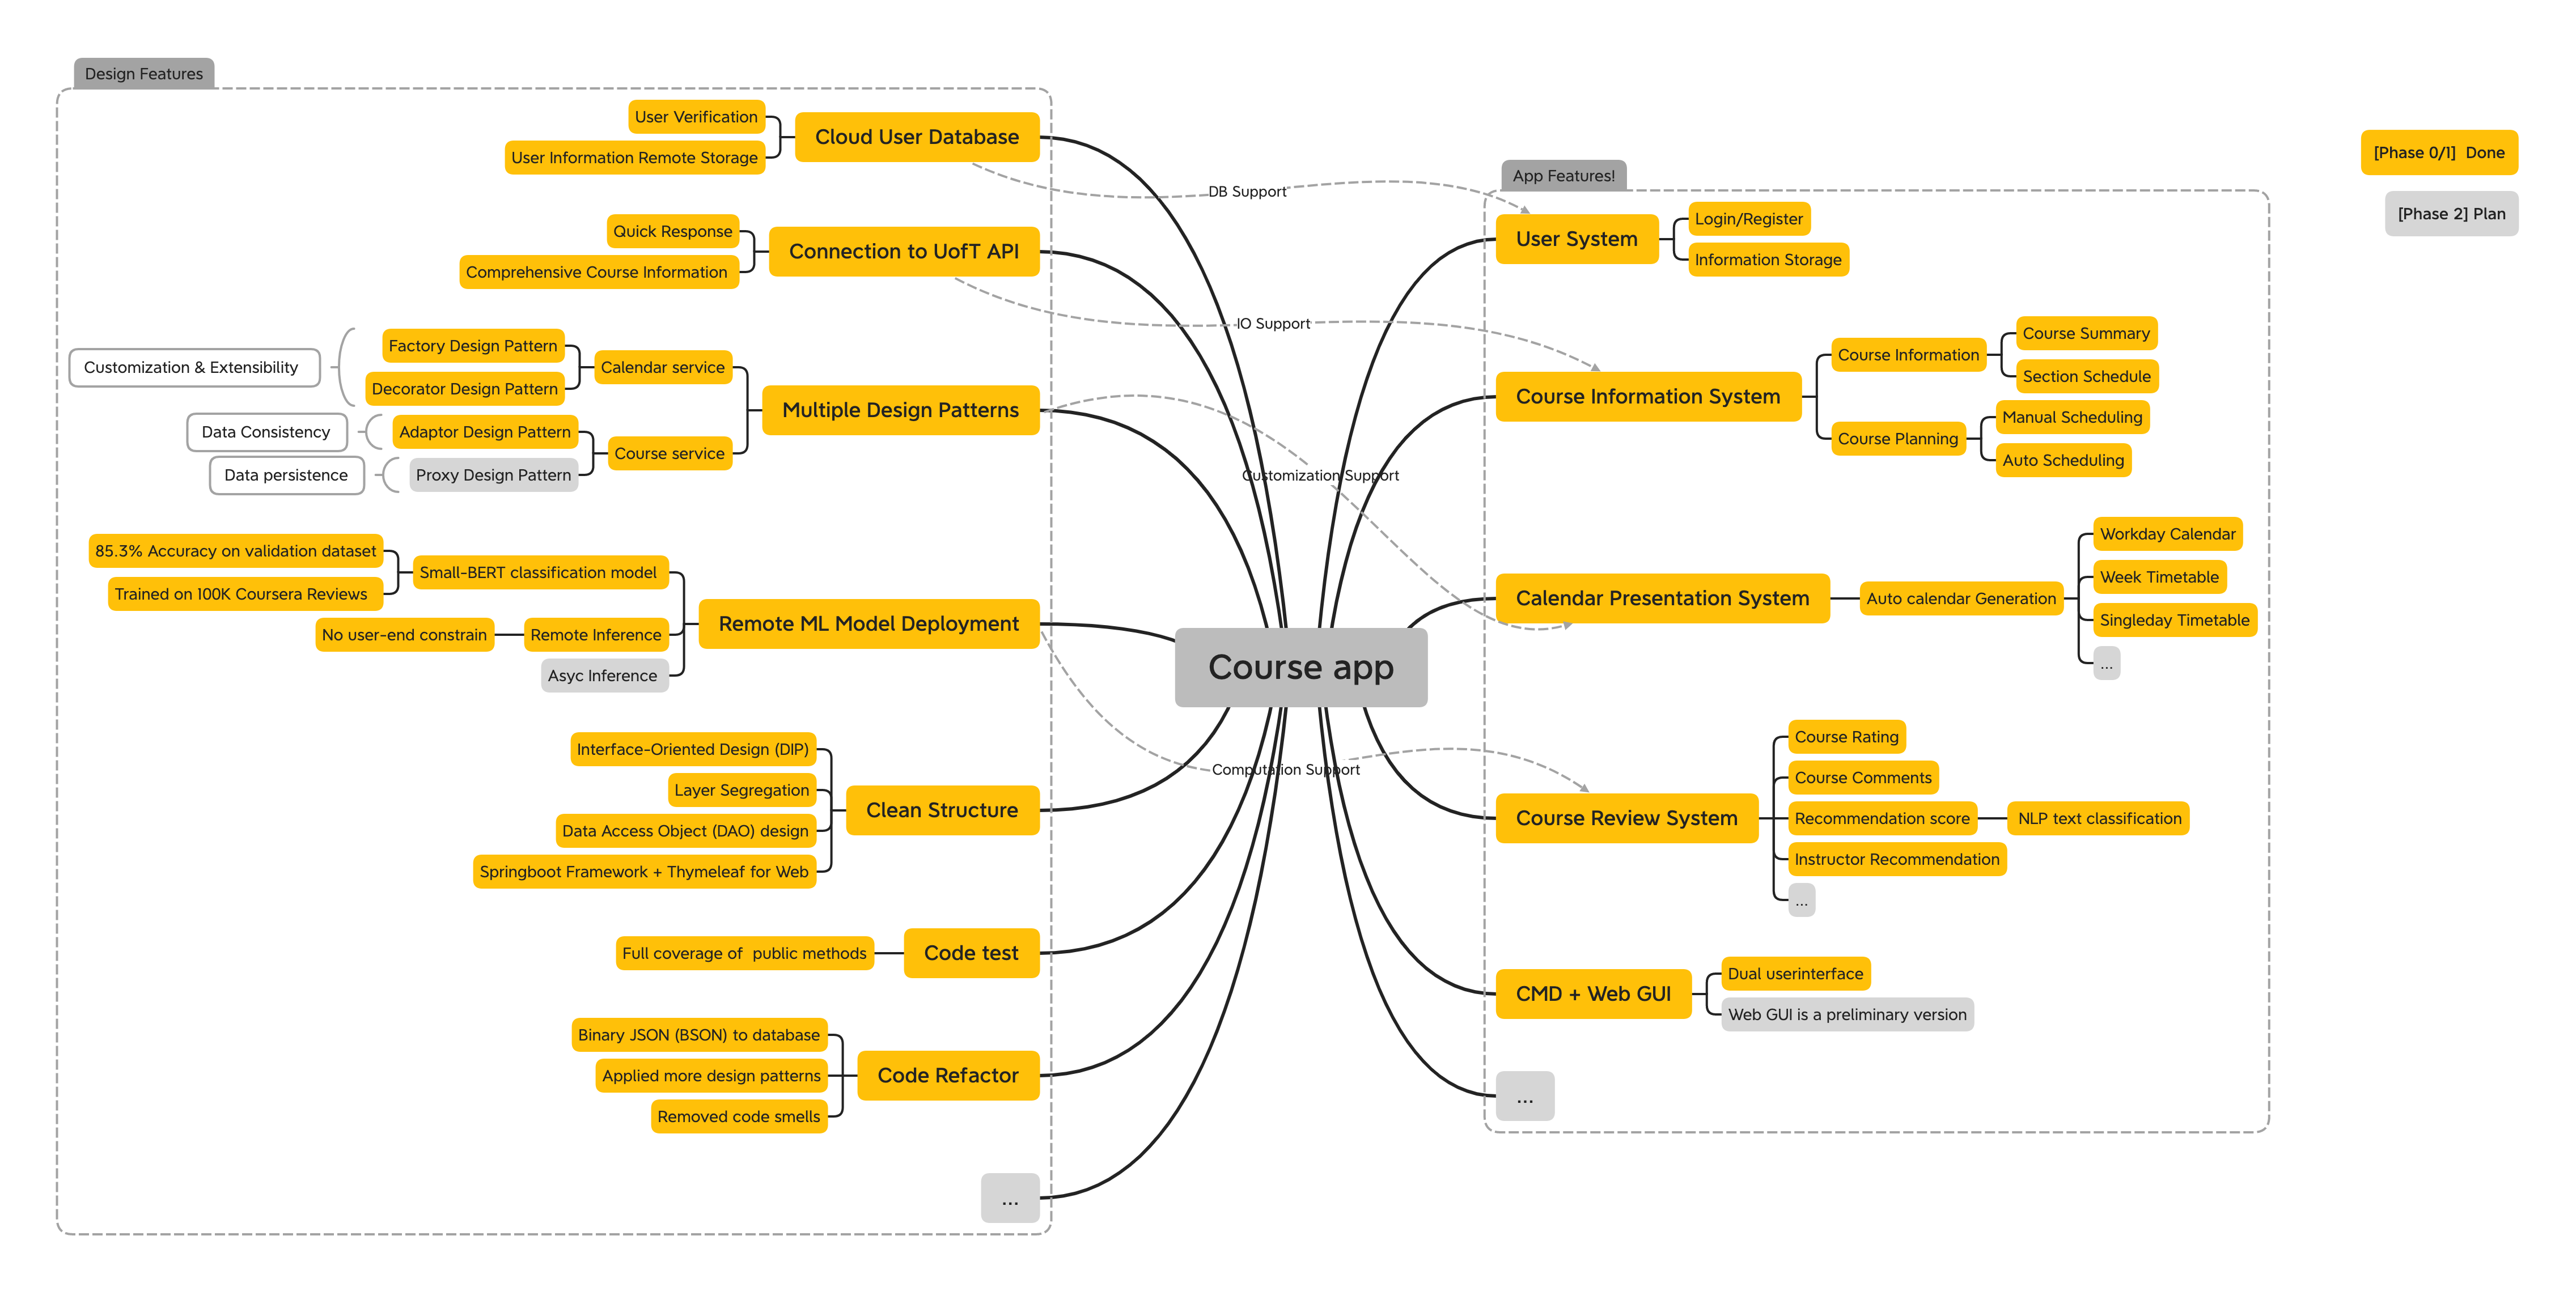 Design Features
User Verification
User Information Remote Storage
Cloud User Database
Quick Response
Comprehensive Course Information
Connection to UofT API
Customization & Extensibility
Factory Design Pattern
Decorator Design Pattern
Calendar service
Data Consistency
Adaptor Design Pattern
Data persistence
Proxy Design Pattern
Course service
Multiple Design Patterns
85.3% Accuracy on validation dataset
Trained on 100K Coursera Reviews
Small-BERT classification model
No user-end constrain
Remote Inference
Asyc Inference
Remote ML Model Deployment
Interface-Oriented Design (DIP)
Layer Segregation
Data Access Object (DAO) design
Springboot Framework + Thymeleaf for Web
Clean Structure
Full coverage of  public methods
Code test
Binary JSON (BSON) to database
Applied more design patterns
Removed code smells
Code Refactor
...
DB Support
IO Support
Customization Support
Course app
Computation Support
App Features!
User System
Login/Register
Information Storage
Course Information System
Course Information
Course Summary
Section Schedule
Course Planning
Manual Scheduling
Auto Scheduling
Calendar Presentation System
Auto calendar Generation
Workday Calendar
Week Timetable
Singleday Timetable
...
Course Review System
Course Rating
Course Comments
Recommendation score
NLP text classification
Instructor Recommendation
...
CMD + Web GUI
Dual userinterface
Web GUI is a preliminary version
...
[Phase 0/1]  Done
[Phase 2] Plan